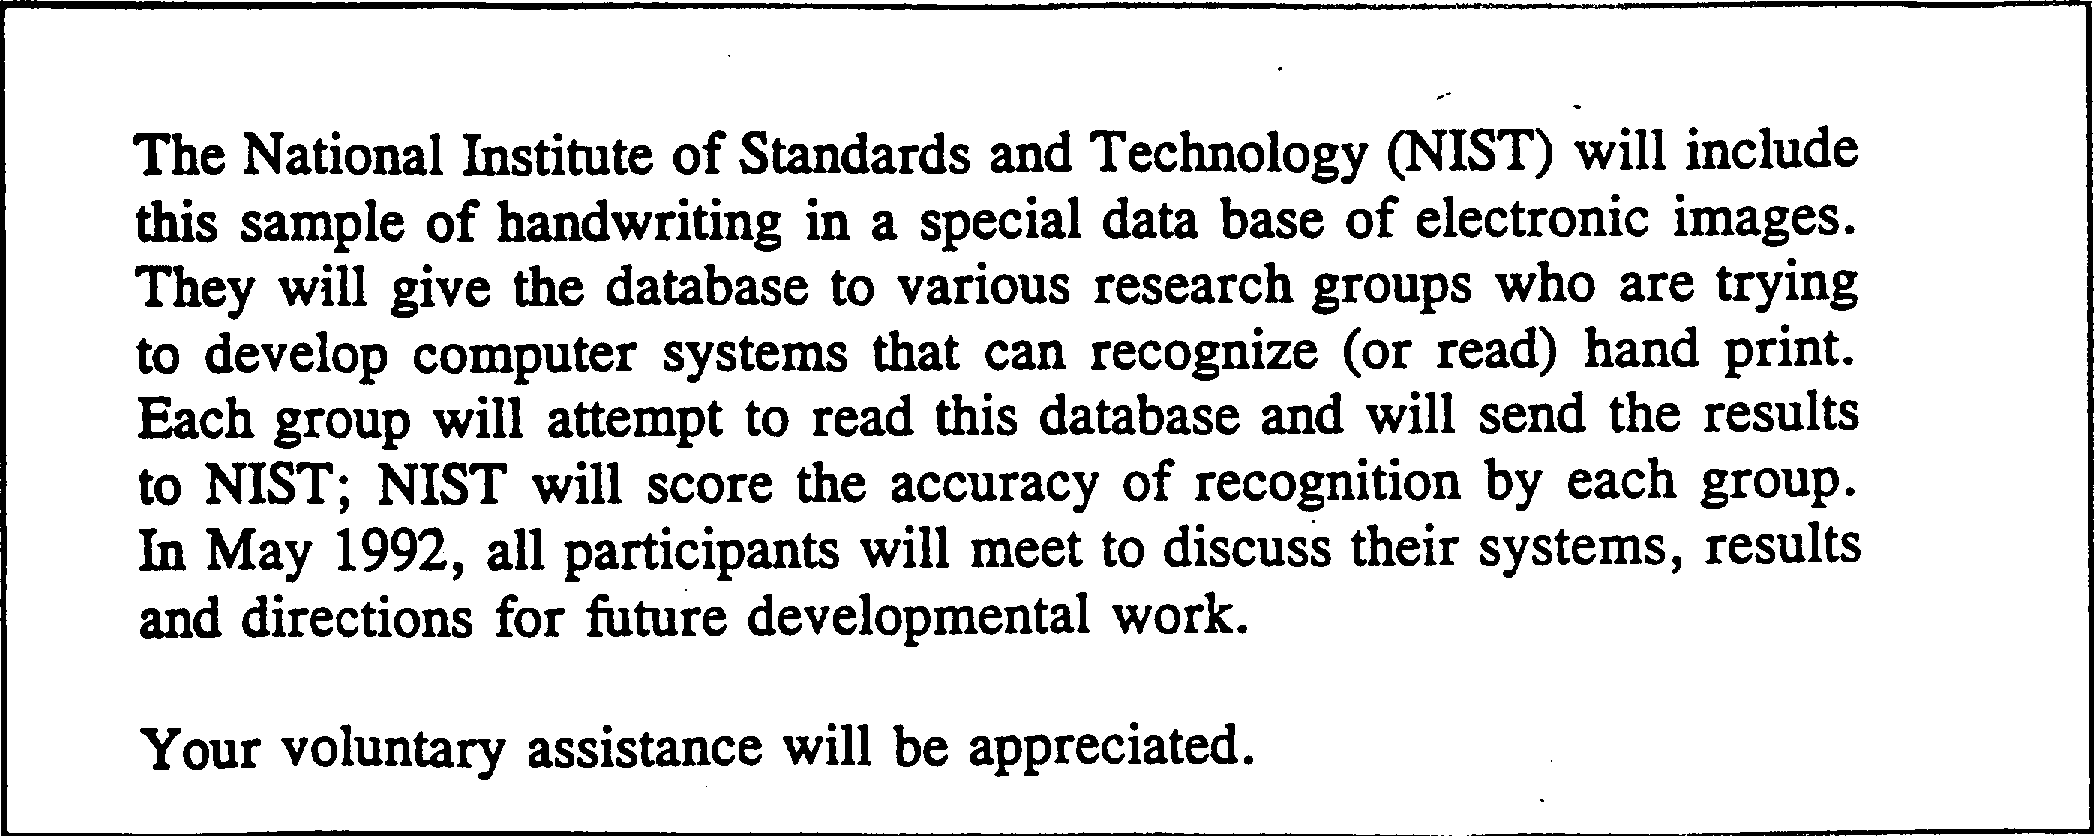 The National Institute of Standards and Technology (NIST) will include
this sample of handwriting in a special data base of electronic images.
They will give the database to various research groups who are trying
to develop computer systems that can recognize (or read) hand print.
Each group will attempt to read this database and will send the results
to NIST; NIST will score the accuracy of recognition by each group.
In May 1992, all participants will meet to discuss their systems, results
and directions for future developmental work.
Your voluntary assistance will be appreciated.